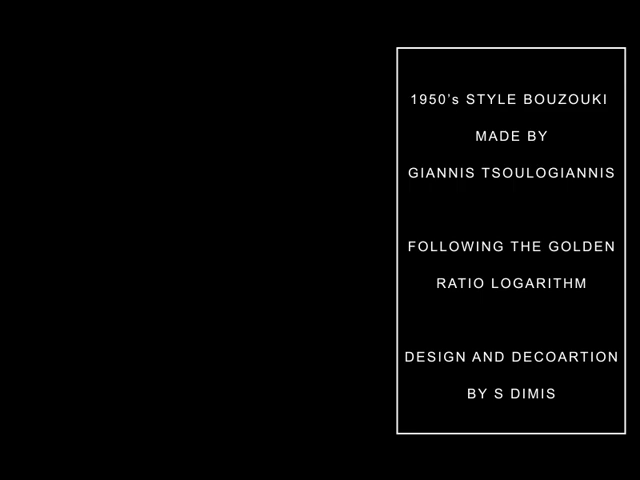 1950's STYLE BOUZOUKI
MADE BY
GIANNIS TSOULOGIANNIS
FOLLOWING THE GOLDEN
RATIO LOGARITHM
DESIGN AND DECOARTION
BY S DIMIS